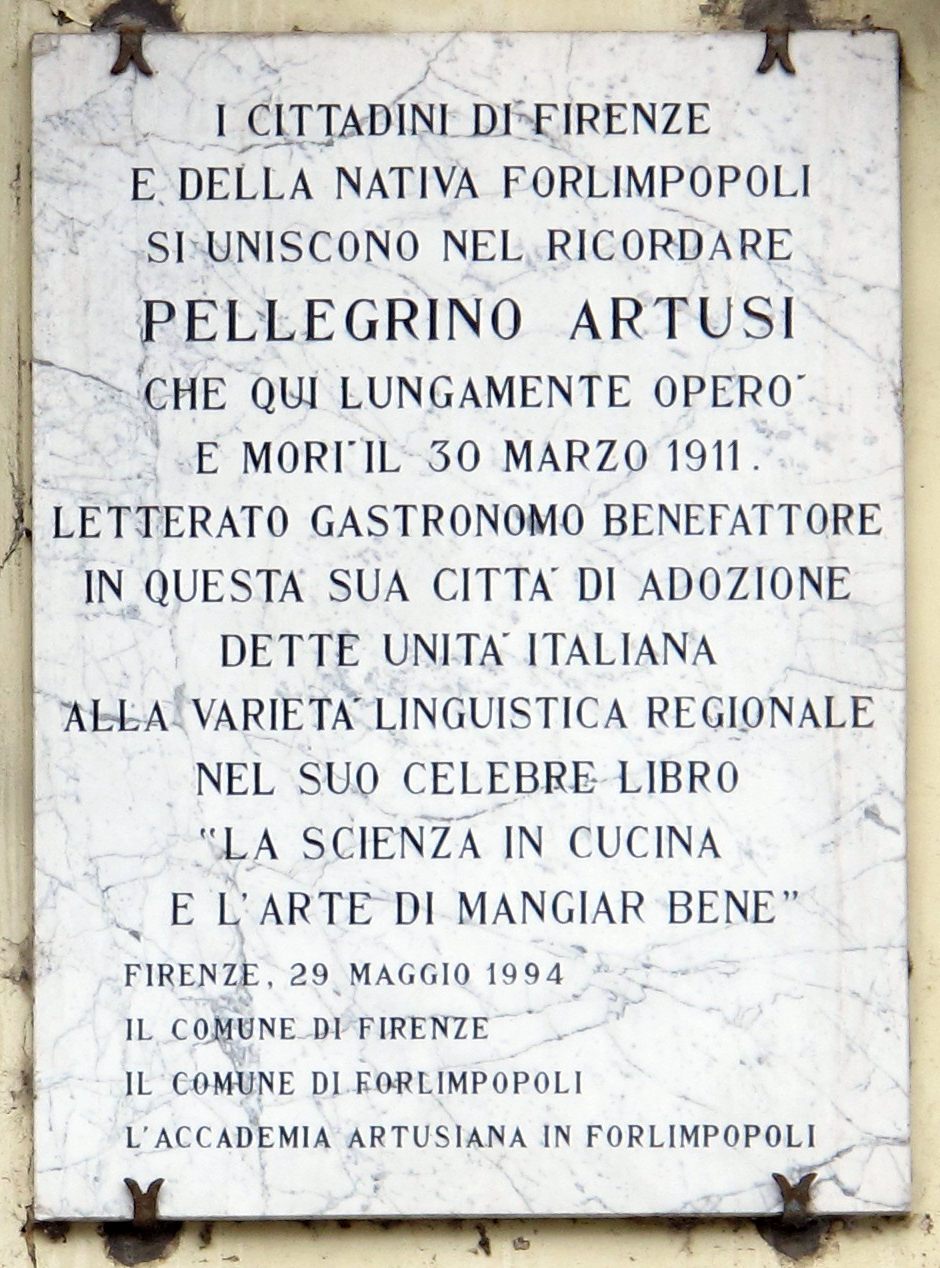 I CITTADINI DI FIRENZE
E DELLA NATIVA FORLIMPOPOLI
SI UNISCONO NEL RICORDARE
PELLEGRINO ARTUSI
CHE QUI LUNGAMENTE OPERO´
E MORI´ IL 30 MARZO 1911.
LETTERATO GASTRONOMO BENEFATTORE
IN QUESTA SUA CITTA´ DI ADOZIONE
DETTE UNITA´ ITALIANA
ALLA VARIETA´ LINGUISTICA REGIONALE
NEL SUO CELEBRE LIBRO
“LA SCIENZA IN CUCINA
E L’ARTE DI MANGIAR BENE”
FIRENZE, 29 MAGGIO 1994
IL COMUNE DI FIRENZE
IL COMUNE DI FORLIMPOPOLI
L’ACCADEMIA ARTUSIANA IN FORLIMPOPOLI